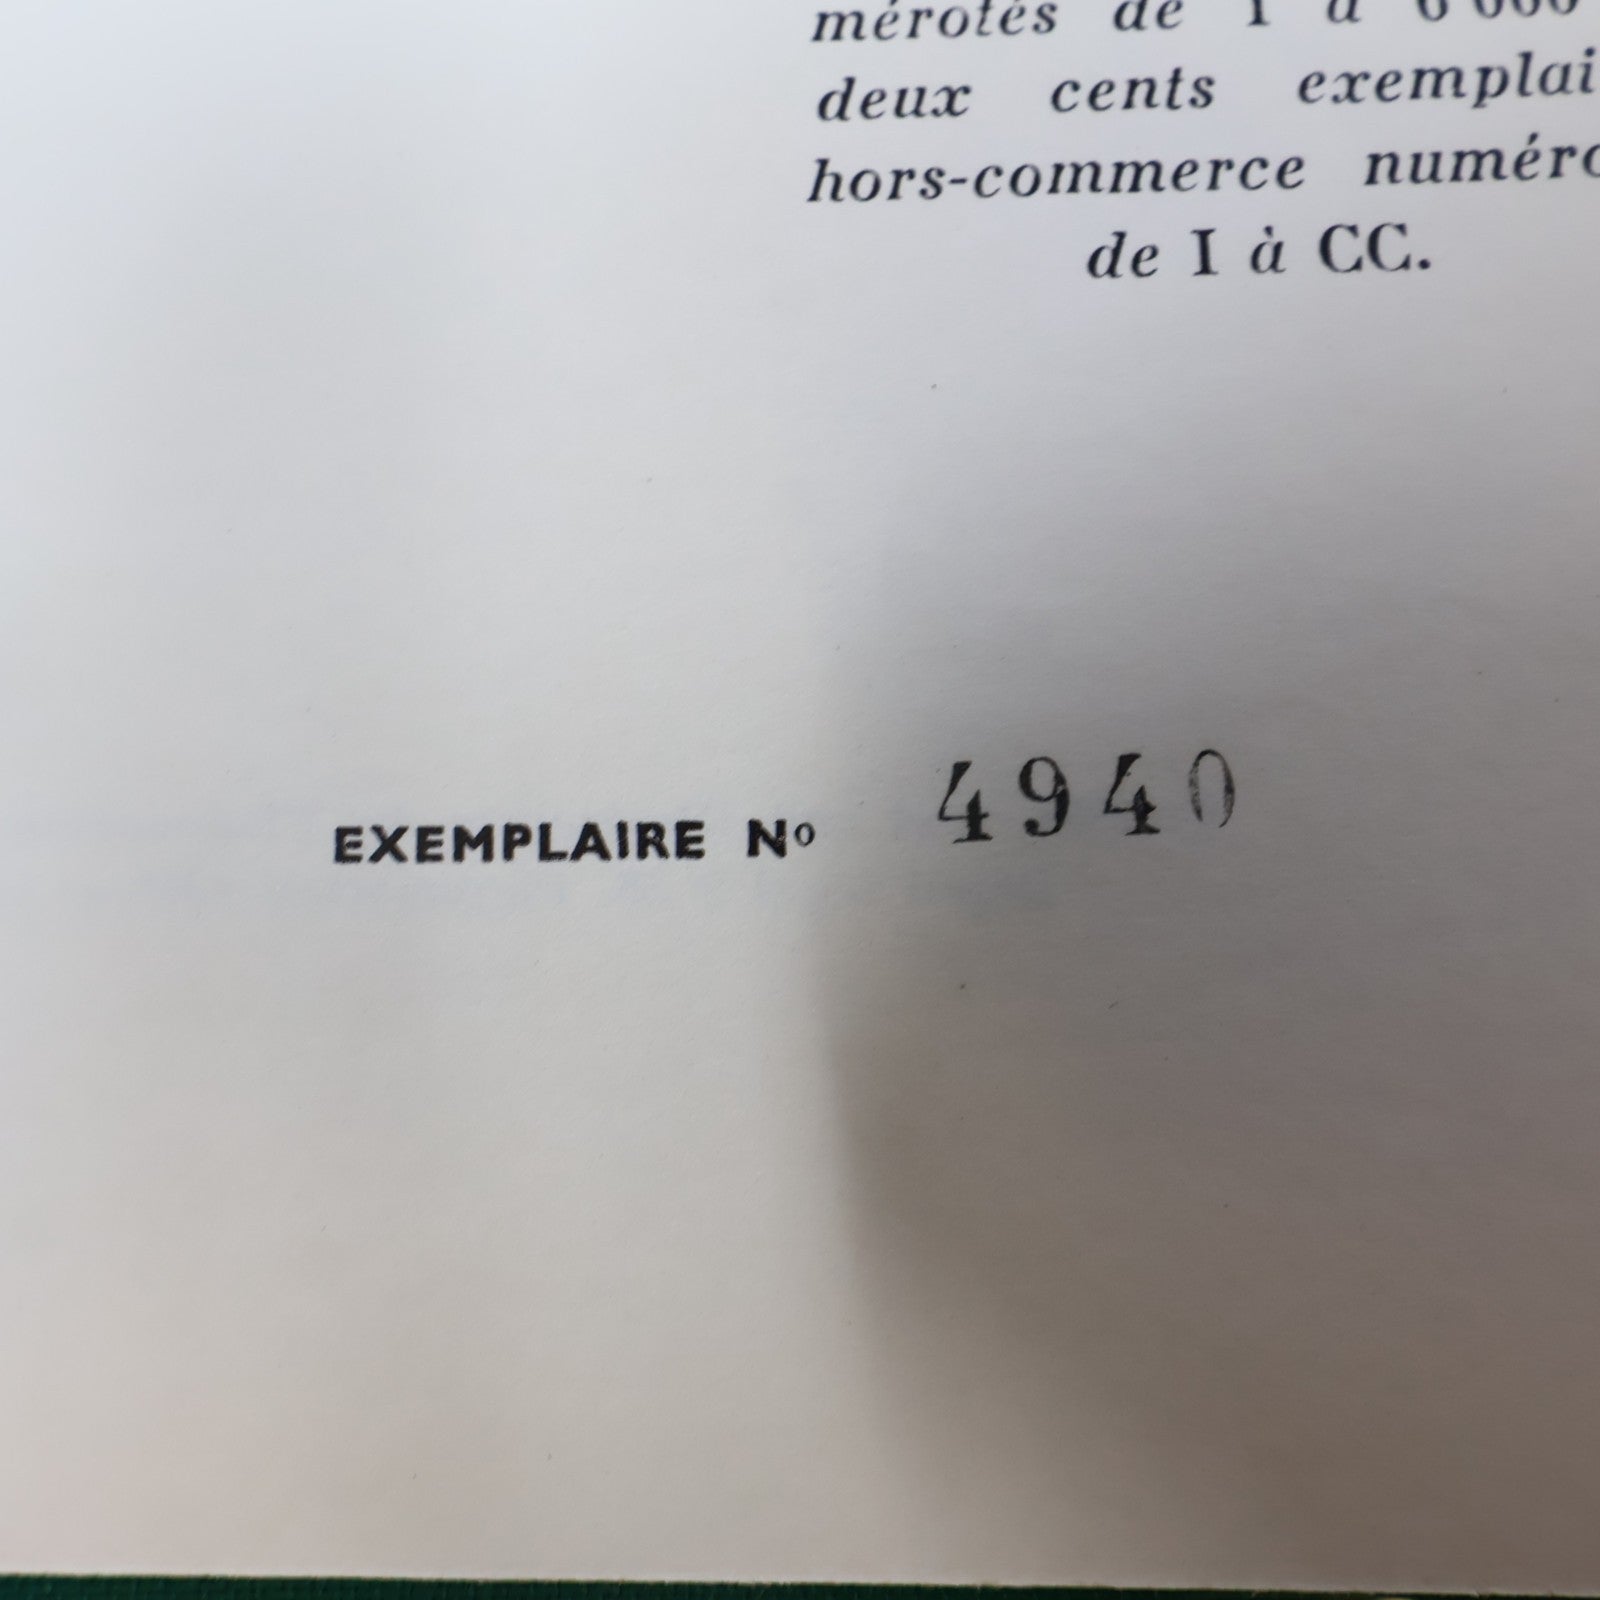 mérotés de 1 à 6 000
deux cents exemplai
hors-commerce numéro
de I à CC.
EXEMPLAIRE Nº 4940